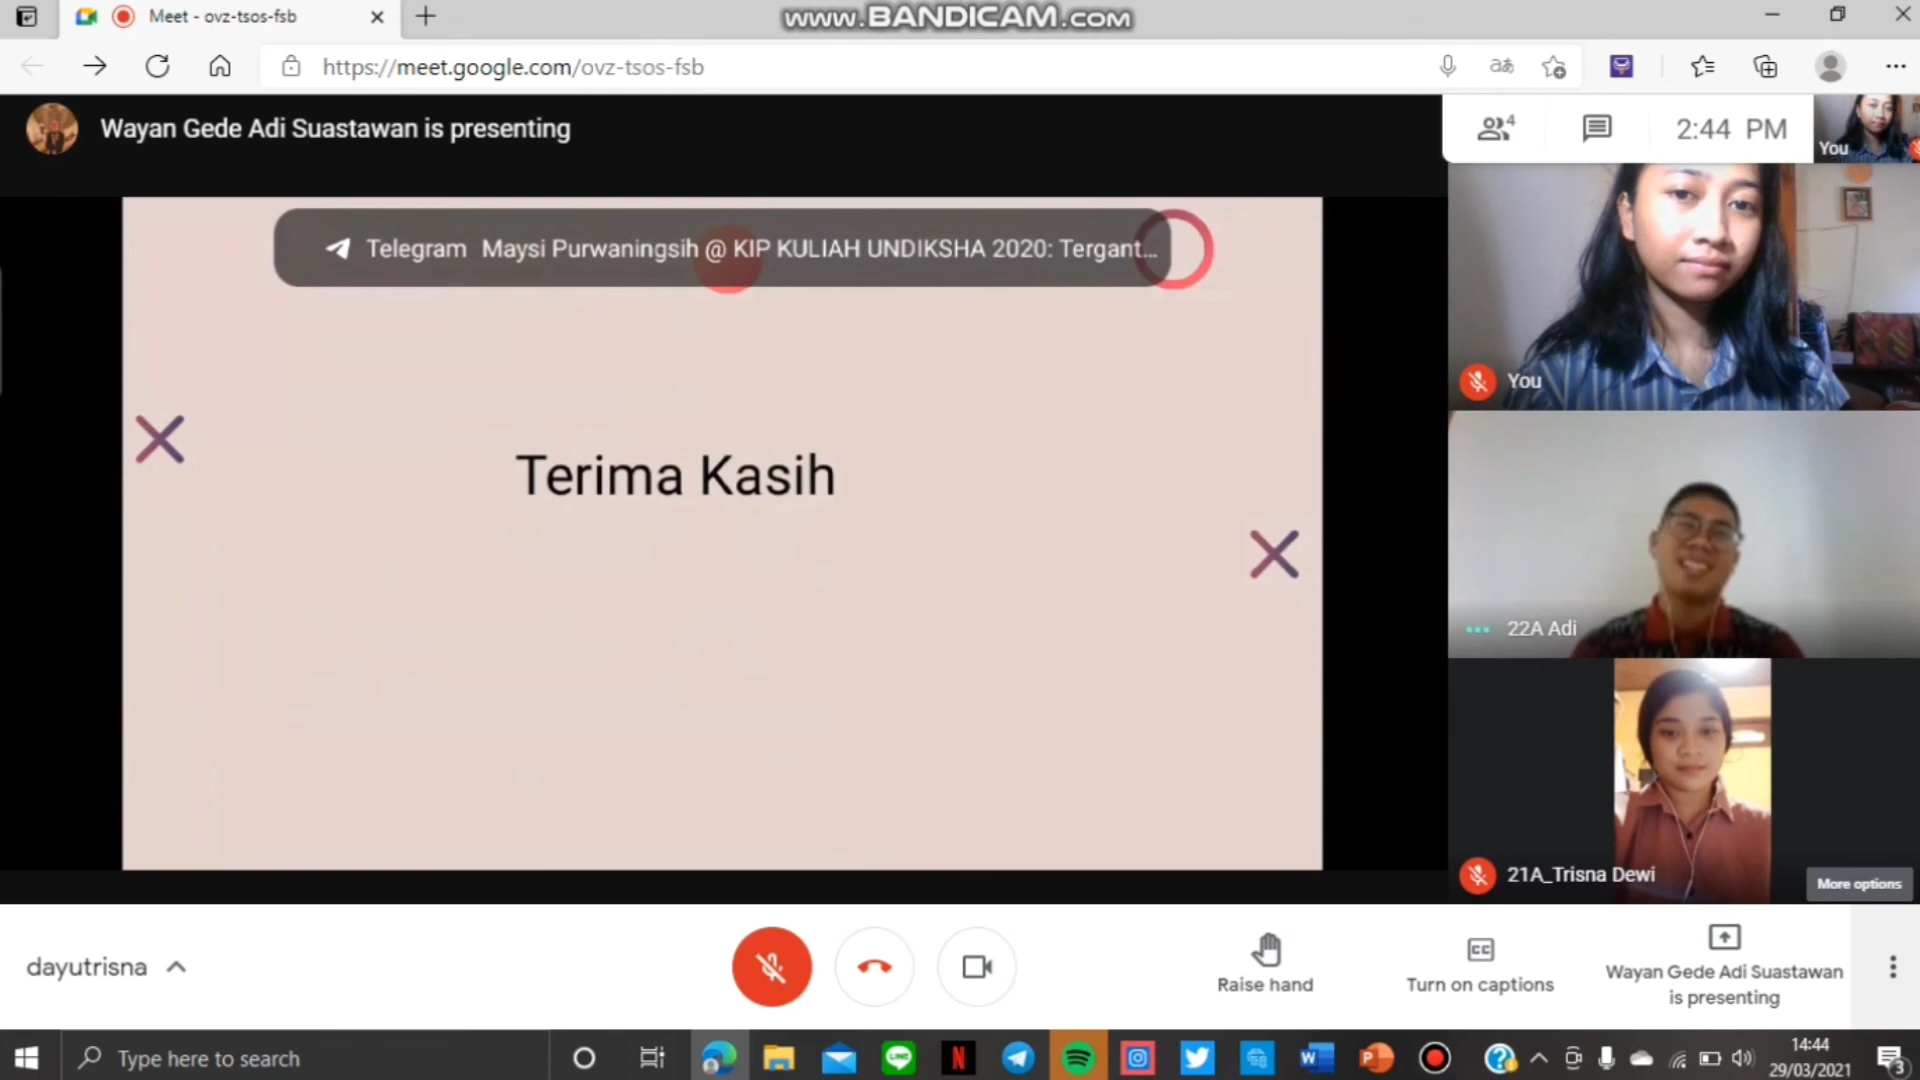 Meet - ovz-tsos-fsb
www.BANDICAM.com
https://meet.google.com/ovz-tsos-fsb
Wayan Gede Adi Suastawan is presenting
4
2:44 PM
You
Telegram Maysi Purwaningsih @ KIP KULIAH UNDIKSHA 2020: Tergant...
You
Terima Kasih
22A Adi
21A_Trisna Dewi
More options
dayutrisna
Raise hand
Turn on captions
Wayan Gede Adi Suastawan
is presenting
Type here to search
14:44
29/03/2021
3